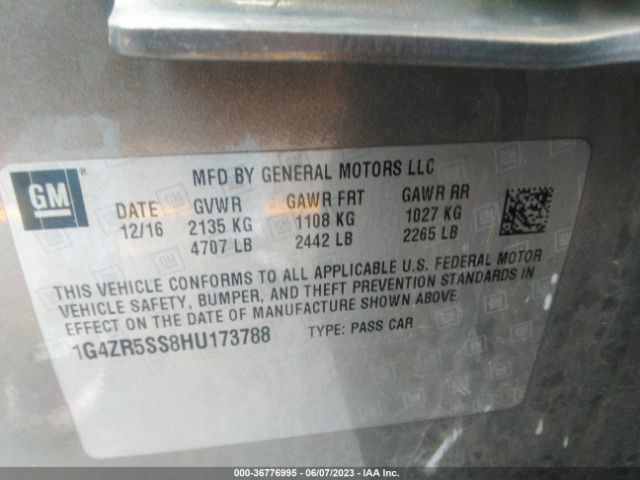 MFD BY GENERAL MOTORS LLC
GM ®
DATE GVWR GAWR FRT GAWR RR
12/16 2135 KG 1108 KG 1027 KG
4707 LB 2442 LB 2265 LB
THIS VEHICLE CONFORMS TO ALL APPLICABLE U.S. FEDERAL MOTOR
VEHICLE SAFETY, BUMPER, AND THEFT PREVENTION STANDARDS IN
EFFECT ON THE DATE OF MANUFACTURE SHOWN ABOVE.
1G4ZR5SS8HU173788 TYPE: PASS CAR
000-36776995 - 06/07/2023 - IAA Inc.